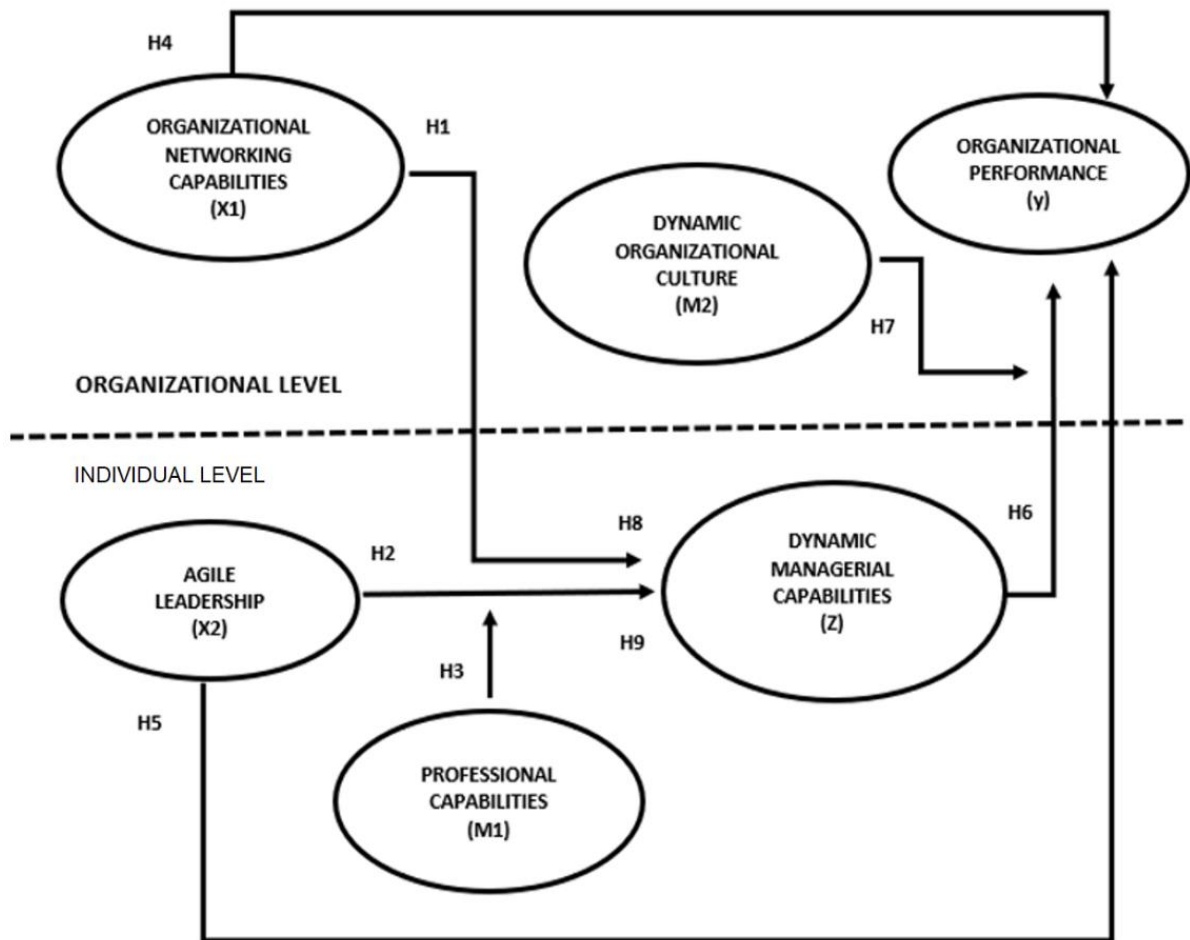 H4
ORGANIZATIONAL
NETWORKING
CAPABILITIES
(X1)
H1
ORGANIZATIONAL
PERFORMANCE
(y)
DYNAMIC
ORGANIZATIONAL
CULTURE
(M2)
H7
ORGANIZATIONAL LEVEL
INDIVIDUAL LEVEL
H8
H2
AGILE
LEADERSHIP
(X2)
DYNAMIC
MANAGERIAL
CAPABILITIES
(Z)
H6
H9
H3
H5
PROFESSIONAL
CAPABILITIES
(M1)